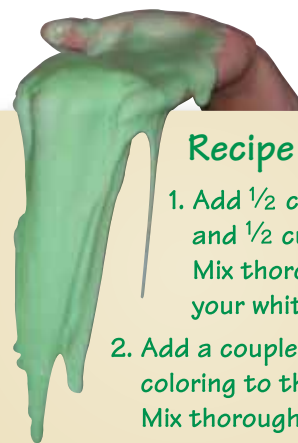 Recipe
1. Add ½ c
and ½ cu
Mix thoro
your whit
2. Add a couple
coloring to th
Mix thorough